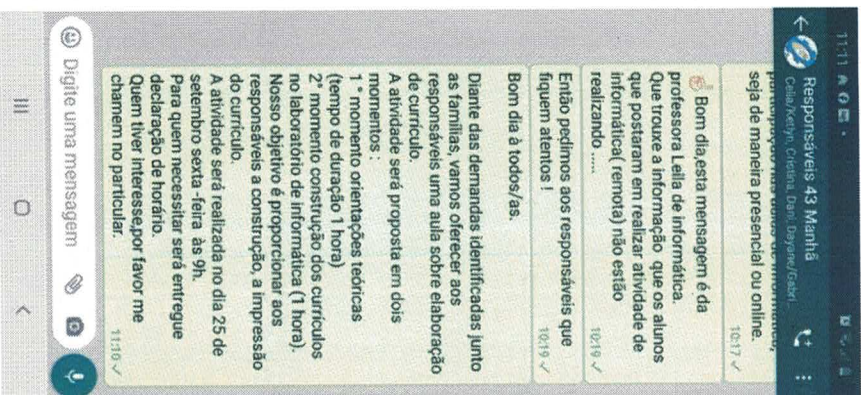 11:11
Responsáveis 43 Manhã
Celia/Ketlyn, Cristina, Dani, Dayane/Gabri...
seja de maneira presencial ou online.
10:17
Bom dia,esta mensagem é da
professora Leila de informática.
Que trouxe a informação que os alunos
que postaram em realizar atividade de
informática( remota) não estão
realizando .....
10:19
Então pedimos aos responsáveis que
fiquem atentos !
10:19
Bom dia à todos/as.
Diante das demandas identificadas junto
as famílias, vamos oferecer aos
responsáveis uma aula sobre elaboração
de currículo,
A atividade será proposta em dois
momentos :
1 ° momento orientações teóricas
(tempo de duração 1 hora)
2° momento construção dos currículos
no laboratório de informática (1 hora).
Nosso objetivo é proporcionar aos
responsáveis a construção, a impressão
do currículo.
A atividade será realizada no dia 25 de
setembro sexta -feira às 9h.
Para quem necessitar será entregue
declaração de horário.
Quem tiver interesse,por favor me
chamem no particular.
11:10
Digite uma mensagem